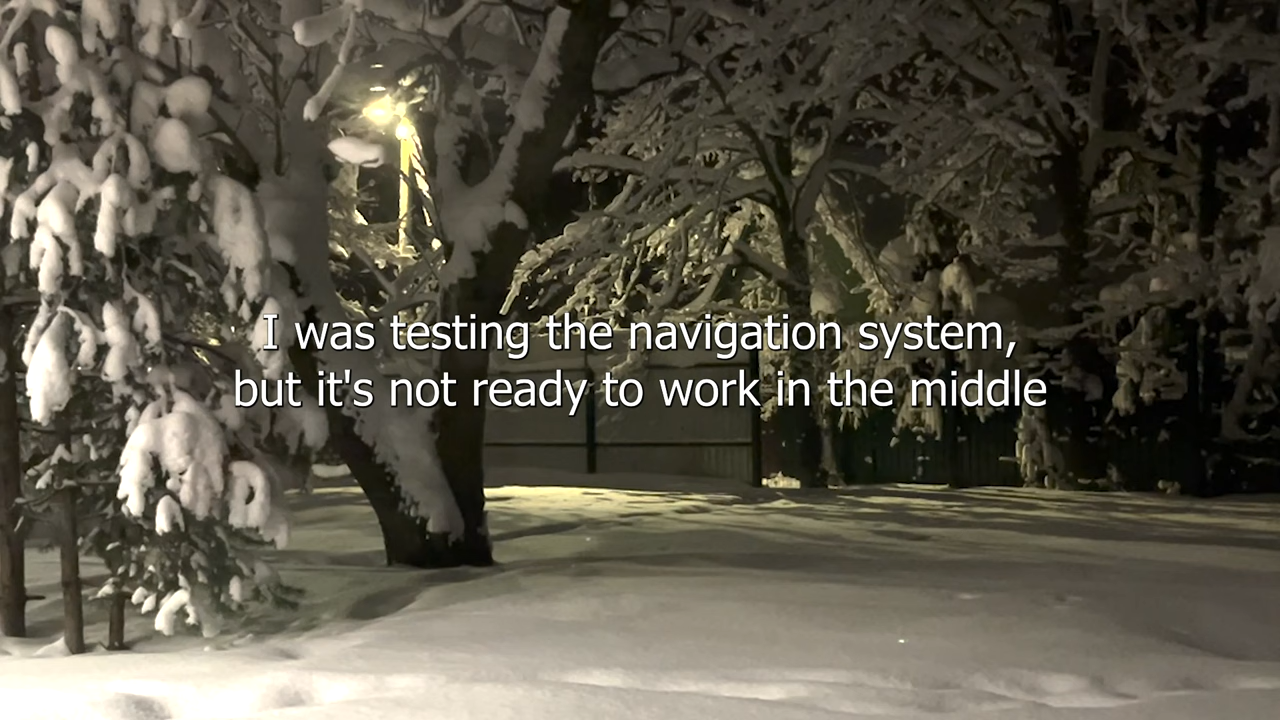 I was testing the navigation system,
but it's not ready to work in the middle